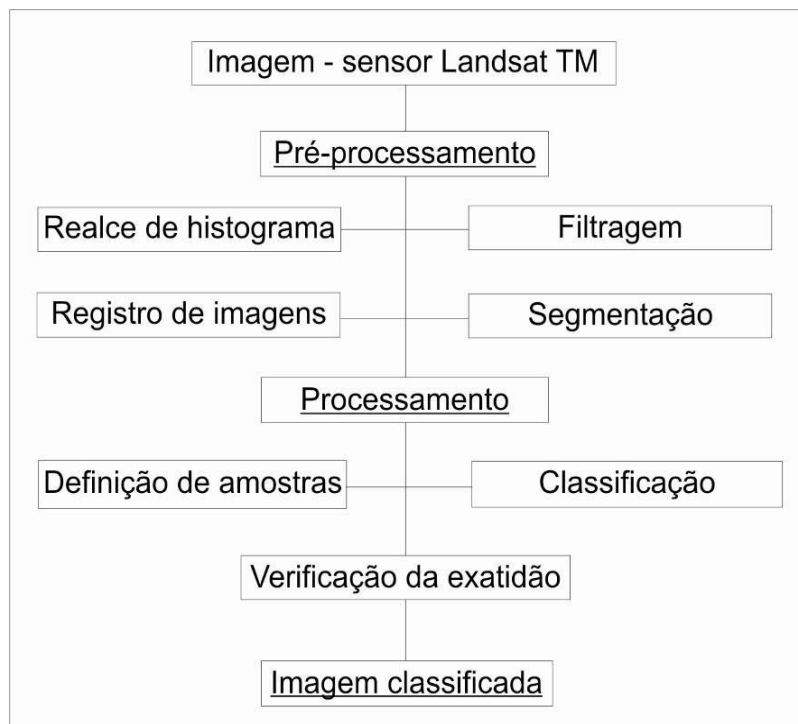 Imagem - sensor Landsat TM
Pré-processamento
Realce de histograma
Filtragem
Registro de imagens
Segmentação
Processamento
Definição de amostras
Classificação
Verificação da exatidão
Imagem classificada